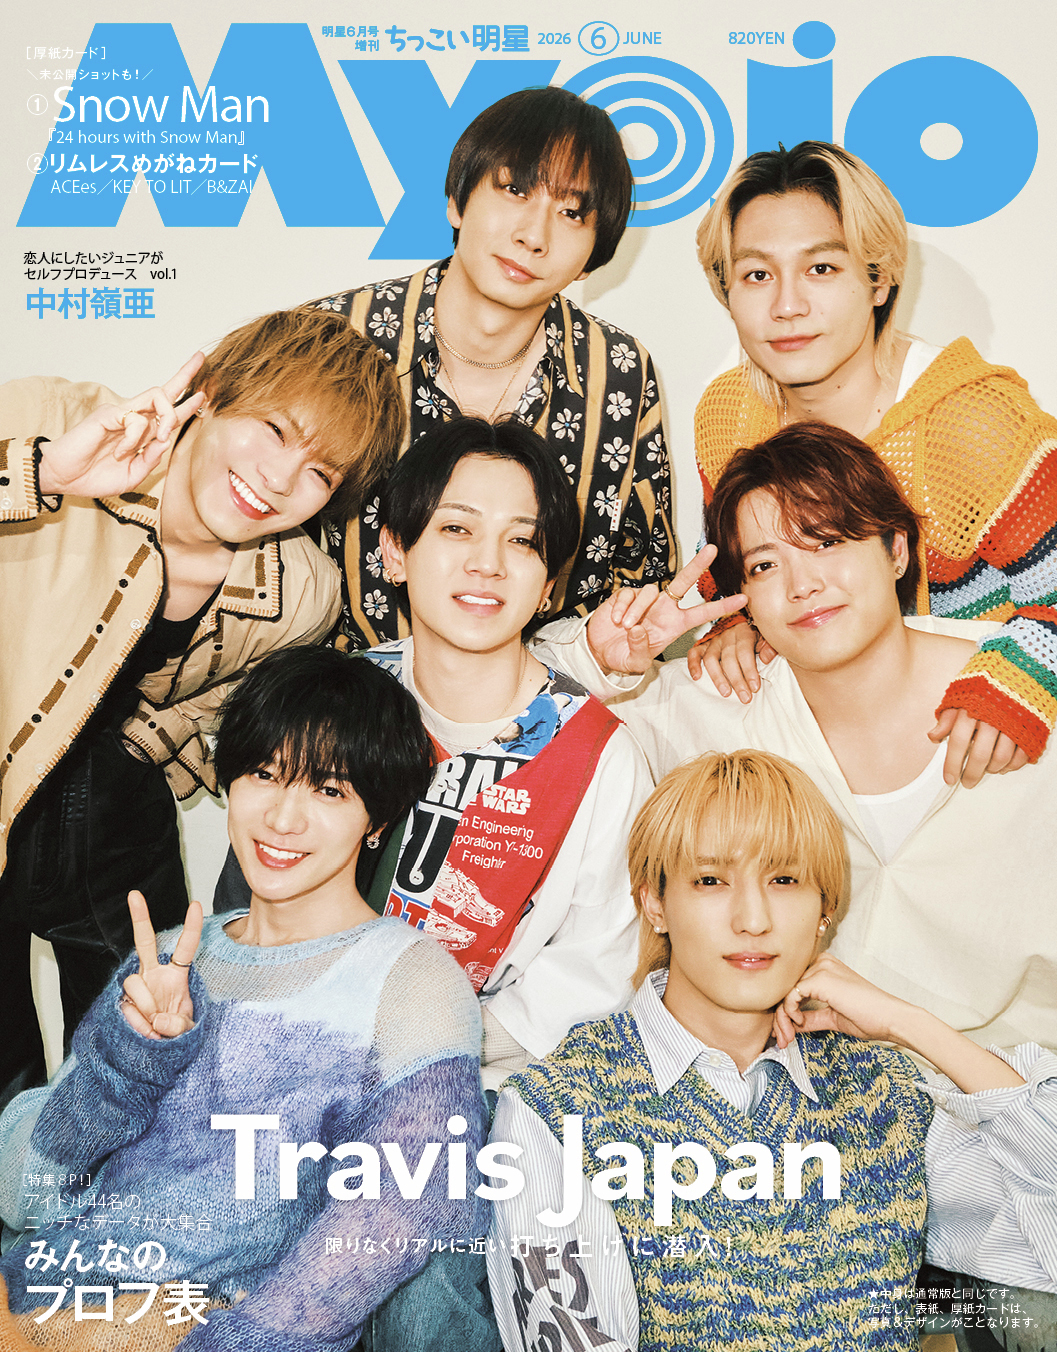 明星6月号
増刊
ちっこい明星 2026 6 JUNE 820YEN
Myojo
[厚紙カード]
＼未公開ショットも!／
①Snow Man
『24 hours with Snow Man』
②リムレスめがねカード
ACEes／KEY TO LIT／B&ZAI
恋人にしたいジュニアが
セルフプロデュース vol.1
中村嶺亜
STAR
WARS
Engineering
Corporation Y-1300
Freighter
Travis Japan
限りなくリアルに近い打ち上げに潜入!
[特集8P!]
アイドル44名の
ニッチなデータが大集合
みんなの
プロフ表
★中身は通常版と同じです。
ただし、表紙、厚紙カードは、
写真&デザインがことなります。